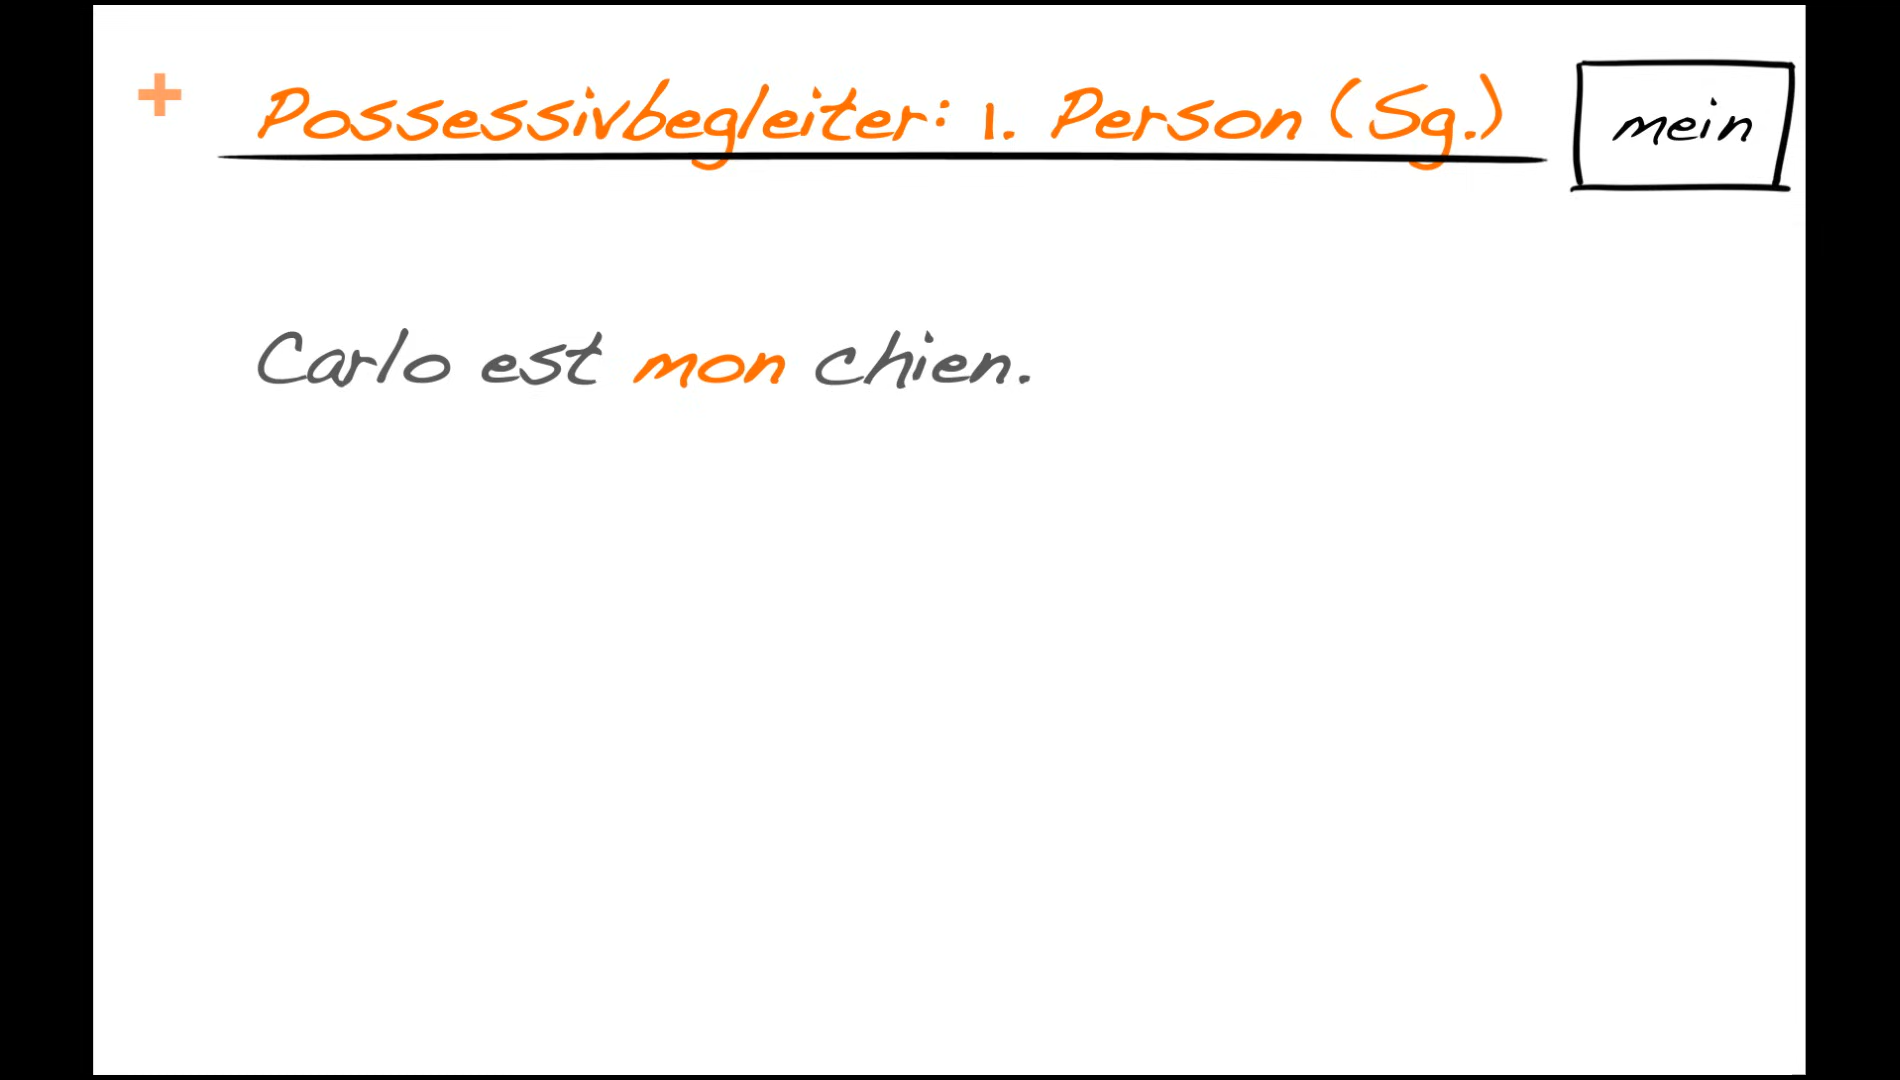 + Possessivbegleiter: 1. Person (Sg.)
mein
Carlo est mon chien.